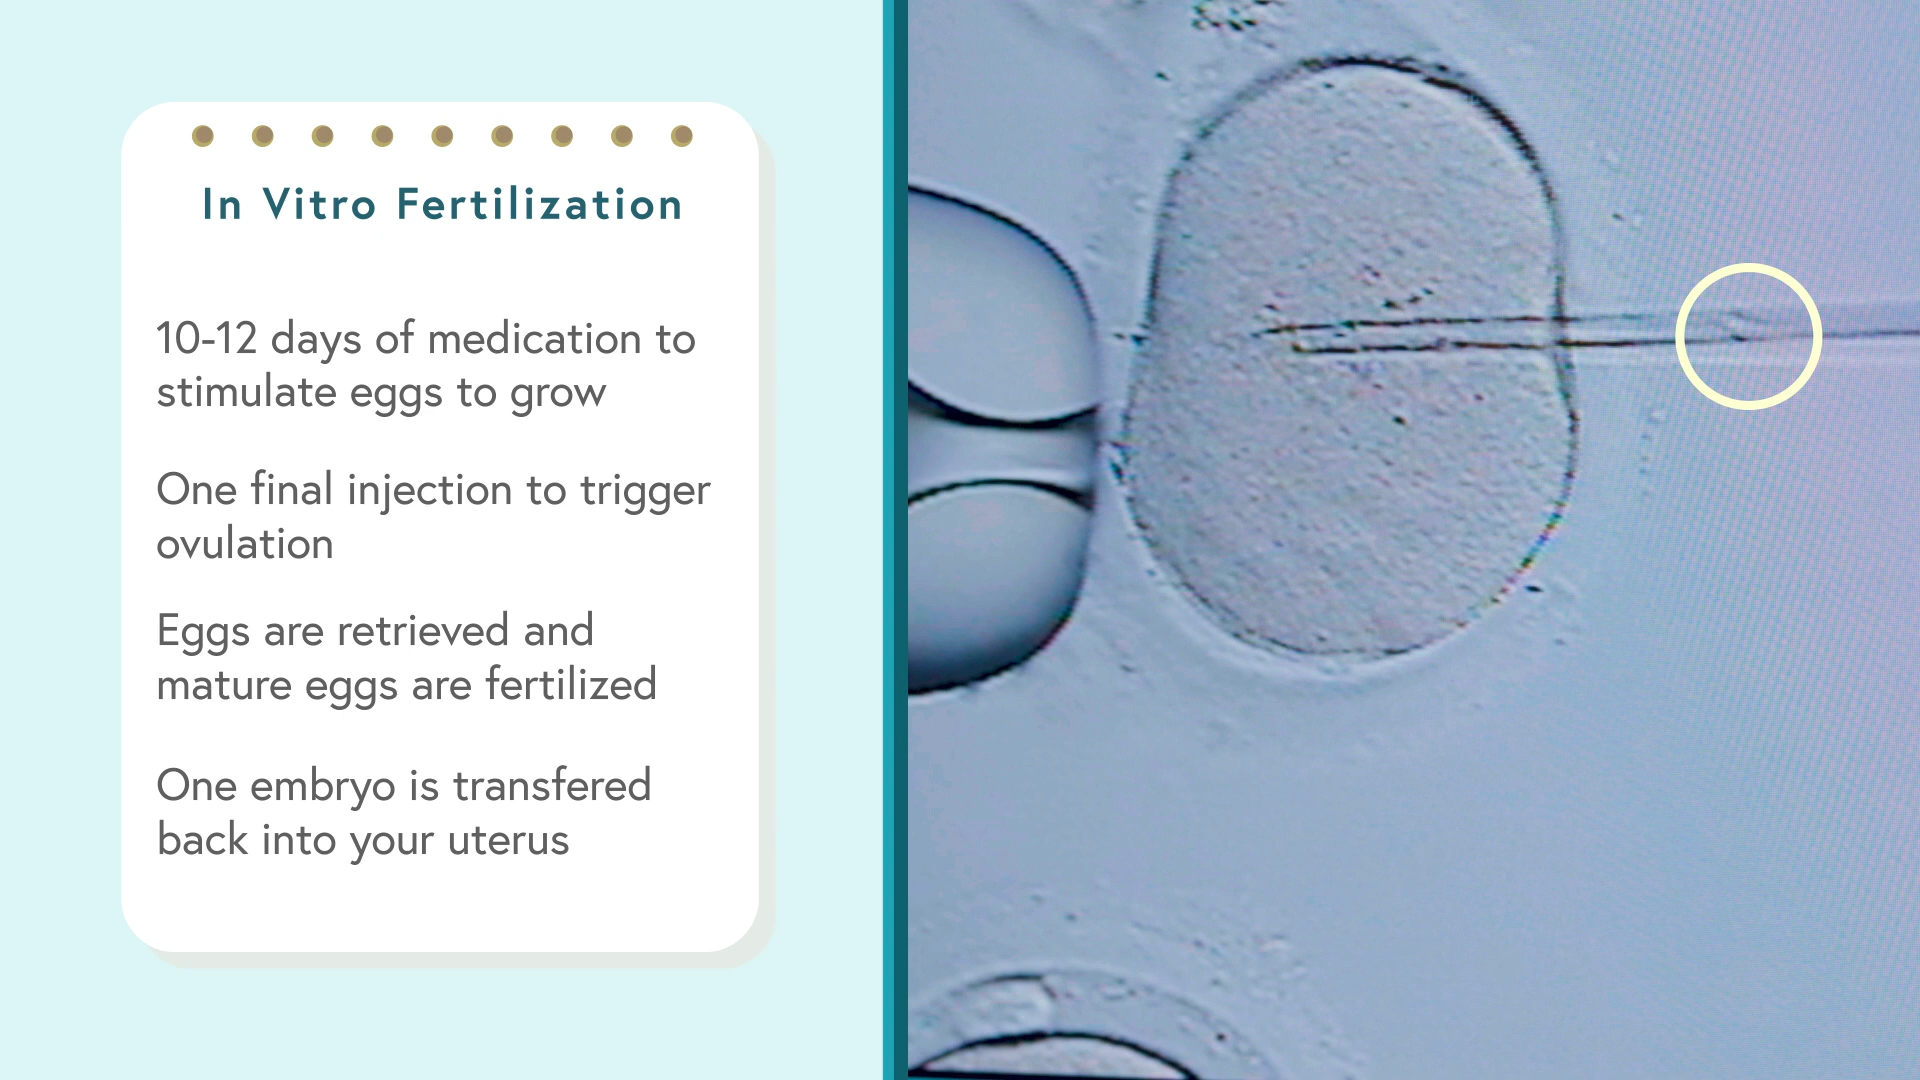 In Vitro Fertilization
10-12 days of medication to
stimulate eggs to grow
One final injection to trigger
ovulation
Eggs are retrieved and
mature eggs are fertilized
One embryo is transfered
back into your uterus